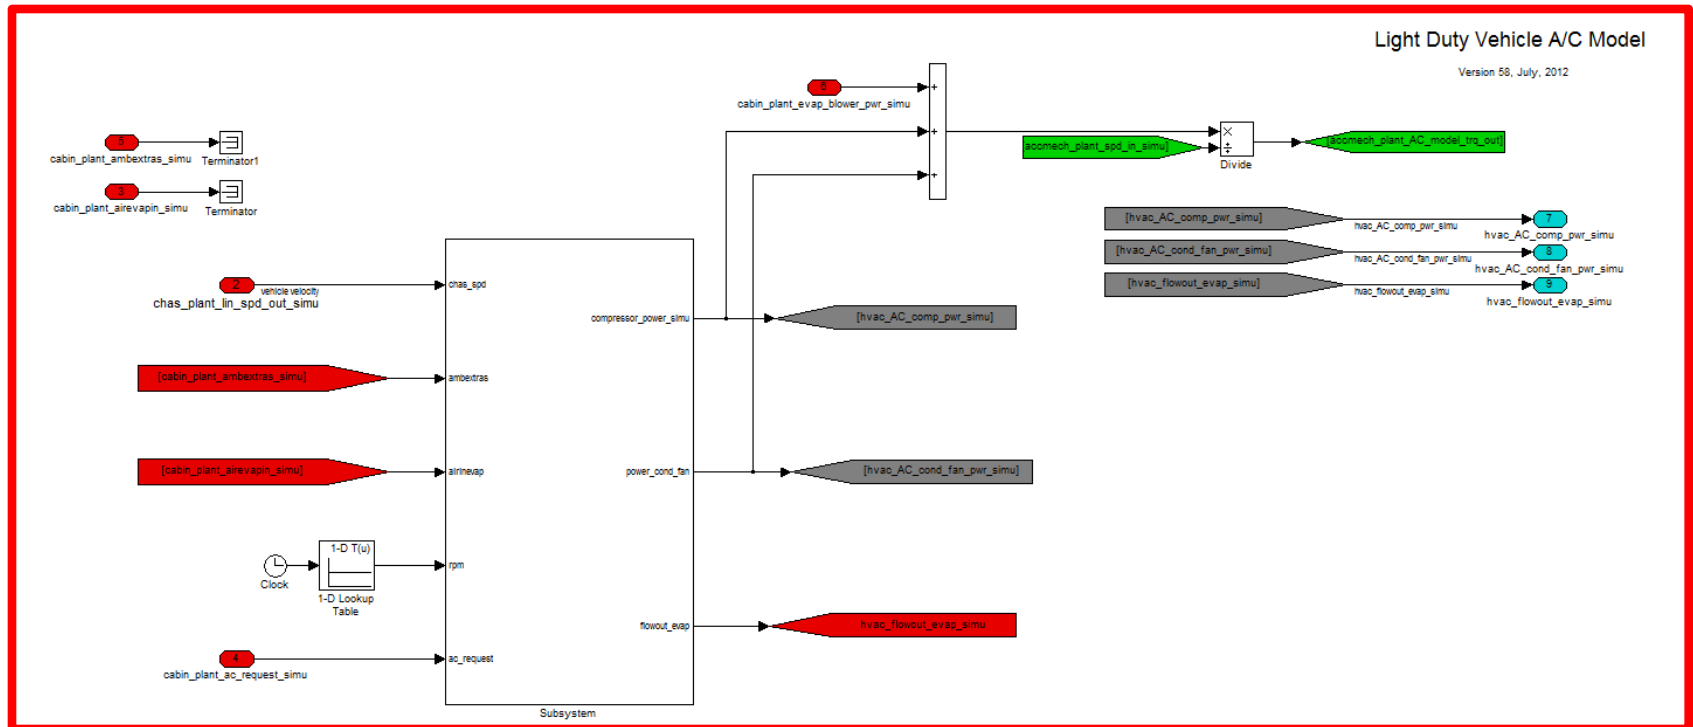 Light Duty Vehicle A/C Model
Version 58, July, 2012
6
cabin_plant_evap_blower_pwr_simu
+
+
+
5
cabin_plant_ambextras_simu
Terminator1
3
cabin_plant_airevapin_simu
Terminator
[accmech_plant_spd_in_simu]
×
÷
Divide
[accmech_plant_AC_model_trq_out]
[hvac_AC_comp_pwr_simu]
hvac_AC_comp_pwr_simu
7
hvac_AC_comp_pwr_simu
[hvac_AC_cond_fan_pwr_simu]
hvac_AC_cond_fan_pwr_simu
8
hvac_AC_cond_fan_pwr_simu
[hvac_flowout_evap_simu]
hvac_flowout_evap_simu
9
hvac_flowout_evap_simu
2
vehicle velocity
chas_plant_lin_spd_out_simu
chas_spd
compressor_power_simu
[hvac_AC_comp_pwr_simu]
[cabin_plant_ambextras_simu]
ambextras
[cabin_plant_airevapin_simu]
airinevap
power_cond_fan
[hvac_AC_cond_fan_pwr_simu]
Clock
1-D T(u)
1-D Lookup
Table
rpm
flowout_evap
hvac_flowout_evap_simu
4
cabin_plant_ac_request_simu
ac_request
Subsystem